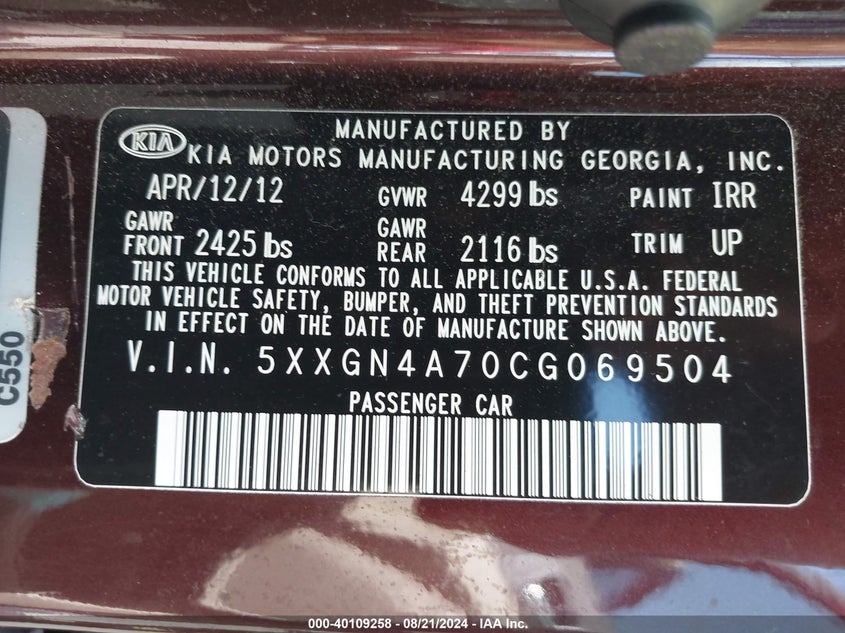 KIA
MANUFACTURED BY
KIA MOTORS MANUFACTURING GEORGIA, INC.
APR/12/12 GVWR 4299 lbs PAINT IRR
GAWR FRONT 2425 lbs GAWR REAR 2116 lbs TRIM UP
THIS VEHICLE CONFORMS TO ALL APPLICABLE U.S.A. FEDERAL
MOTOR VEHICLE SAFETY, BUMPER, AND THEFT PREVENTION STANDARDS
IN EFFECT ON THE DATE OF MANUFACTURE SHOWN ABOVE.
V.I.N. 5XXGN4A70CG069504
PASSENGER CAR
C550
000-40109258 - 08/21/2024 - IAA Inc.